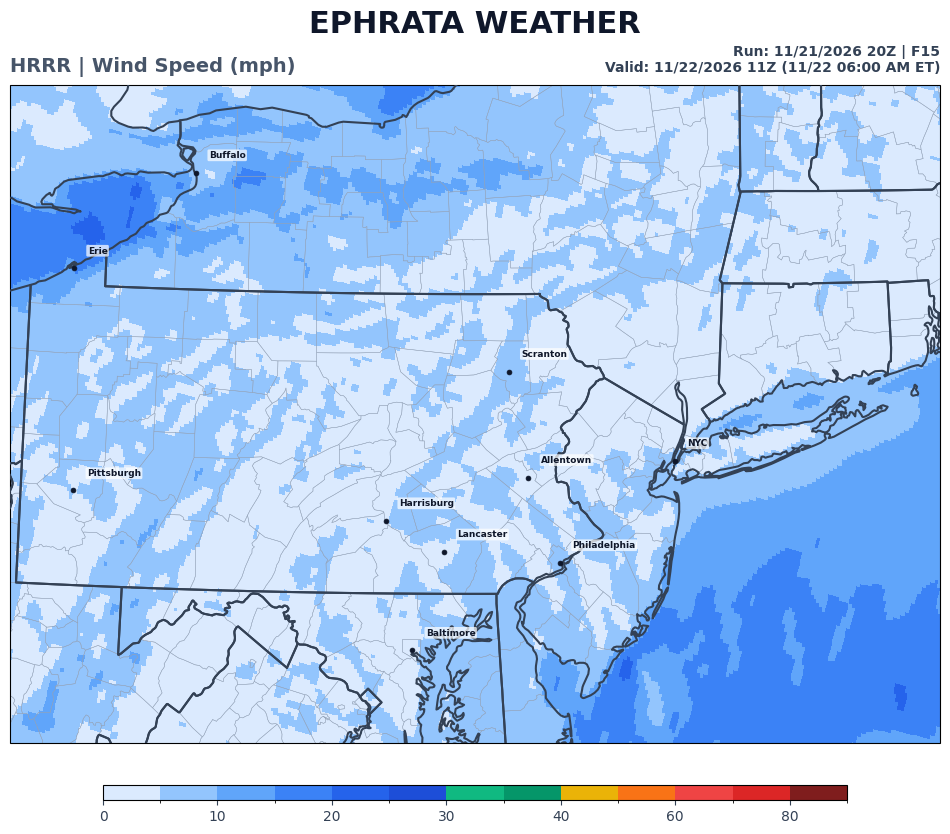 EPHRATA WEATHER
HRRR | Wind Speed (mph)
Run: 11/21/2026 20Z | F15
Valid: 11/22/2026 11Z (11/22 06:00 AM ET)
Buffalo
Erie
Scranton
NYC
Allentown
Pittsburgh
Harrisburg
Lancaster
Philadelphia
Baltimore
0 10 20 30 40 60 80